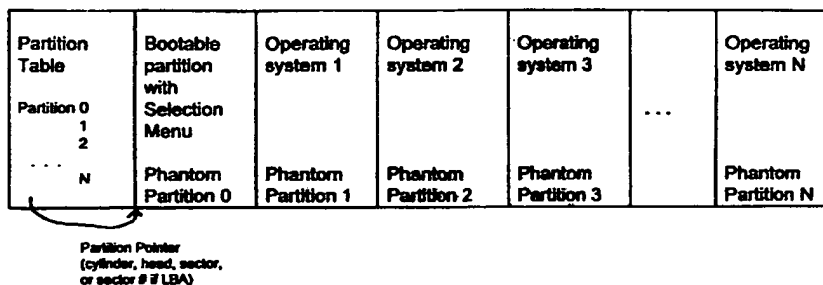 Partition
Table
Partition 0
1
2
. . .
N
Bootable
partition
with
Selection
Menu
Phantom
Partition 0
Operating
system 1
Phantom
Partition 1
Operating
system 2
Phantom
Partition 2
Operating
system 3
Phantom
Partition 3
. . .
Operating
system N
Phantom
Partition N
Partition Pointer
(cylinder, head, sector,
or sector # if LBA)